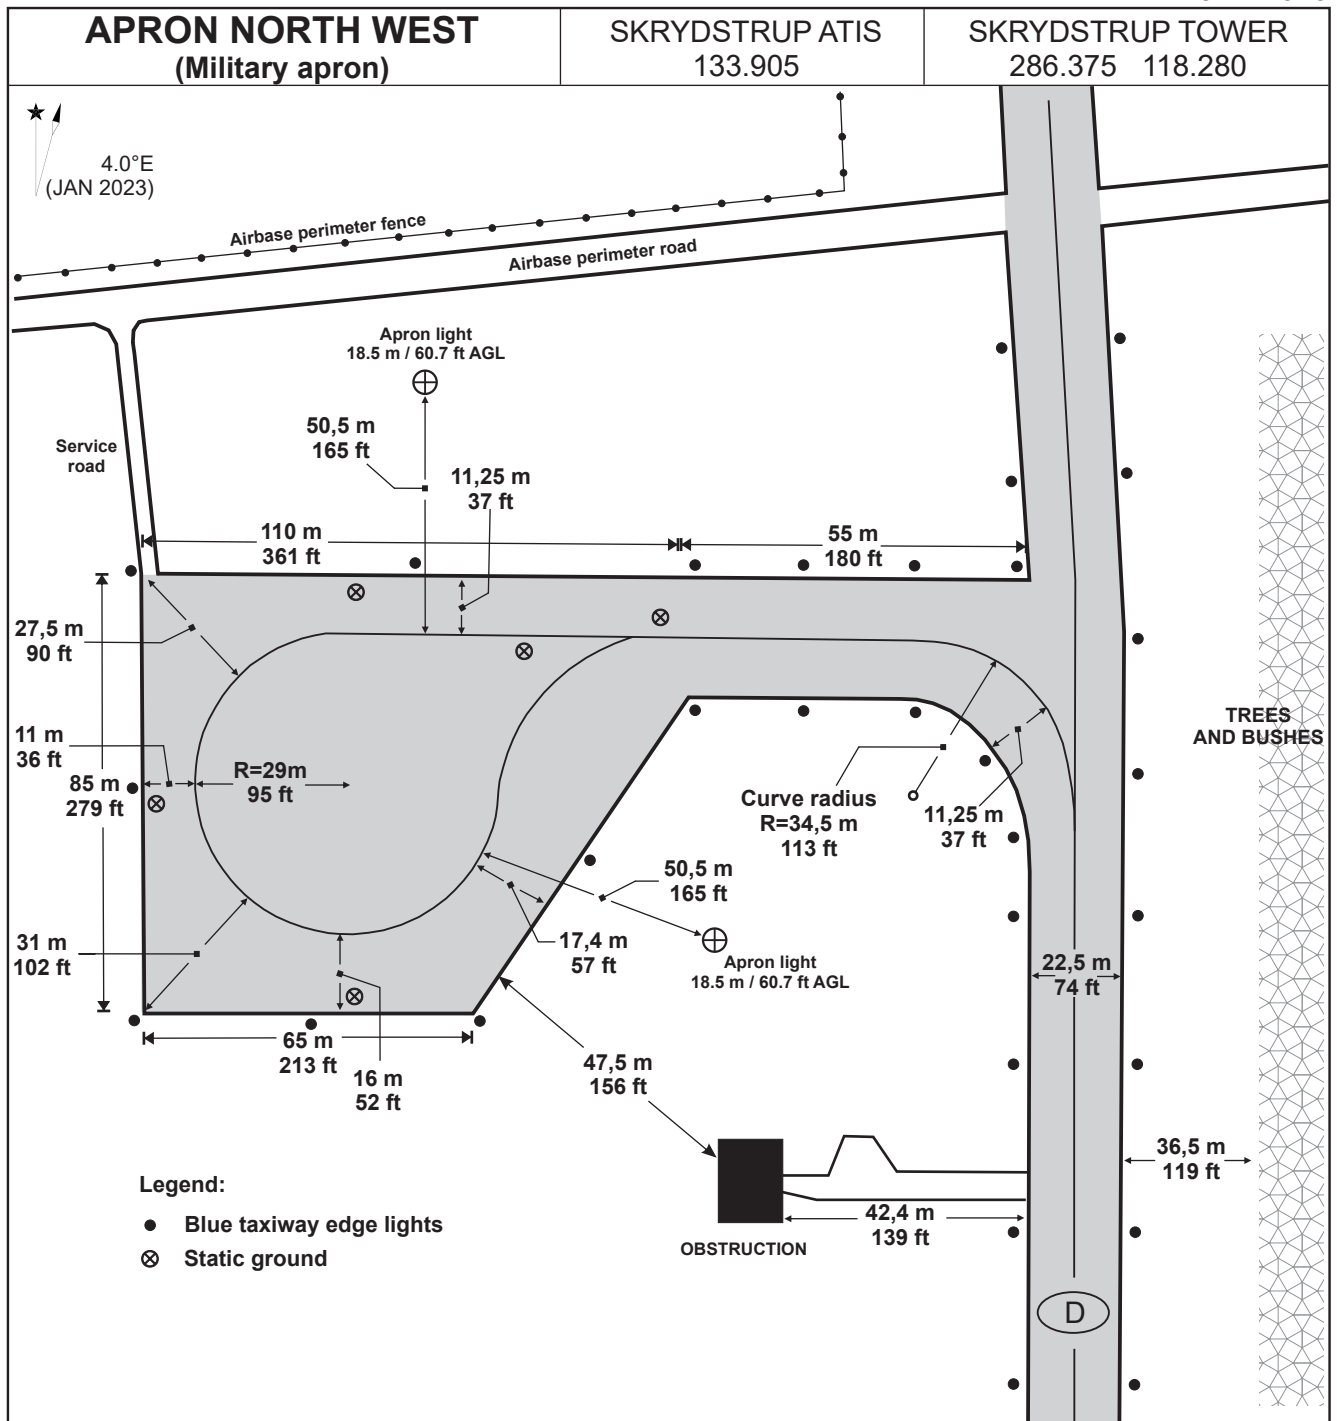 APRON NORTH WEST
(Military apron)
SKRYDSTRUP ATIS
133.905
SKRYDSTRUP TOWER
286.375 118.280
4.0°E
(JAN 2023)
Airbase perimeter fence
Airbase perimeter road
Apron light
18.5 m / 60.7 ft AGL
50,5 m
165 ft
Service
road
11,25 m
37 ft
110 m
361 ft
55 m
180 ft
27,5 m
90 ft
11 m
36 ft
85 m
279 ft
R=29m
95 ft
TREES
AND BUSHES
Curve radius
R=34,5 m
113 ft
11,25 m
37 ft
50,5 m
165 ft
17,4 m
57 ft
Apron light
18.5 m / 60.7 ft AGL
31 m
102 ft
22,5 m
74 ft
65 m
213 ft
16 m
52 ft
47,5 m
156 ft
36,5 m
119 ft
42,4 m
139 ft
OBSTRUCTION
Legend:
Blue taxiway edge lights
Static ground
D